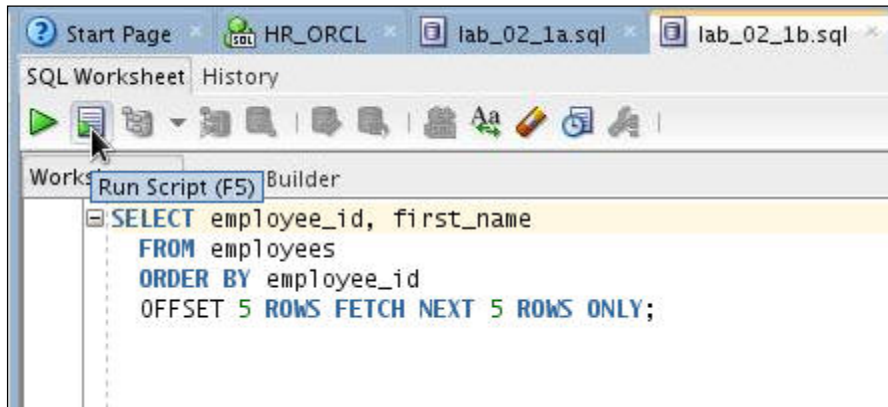 Start Page HR_ORCL lab_02_1a.sql lab_02_1b.sql
SQL Worksheet History
Aa
Run Script (F5) Builder
SELECT employee_id, first_name
FROM employees
ORDER BY employee_id
OFFSET 5 ROWS FETCH NEXT 5 ROWS ONLY;